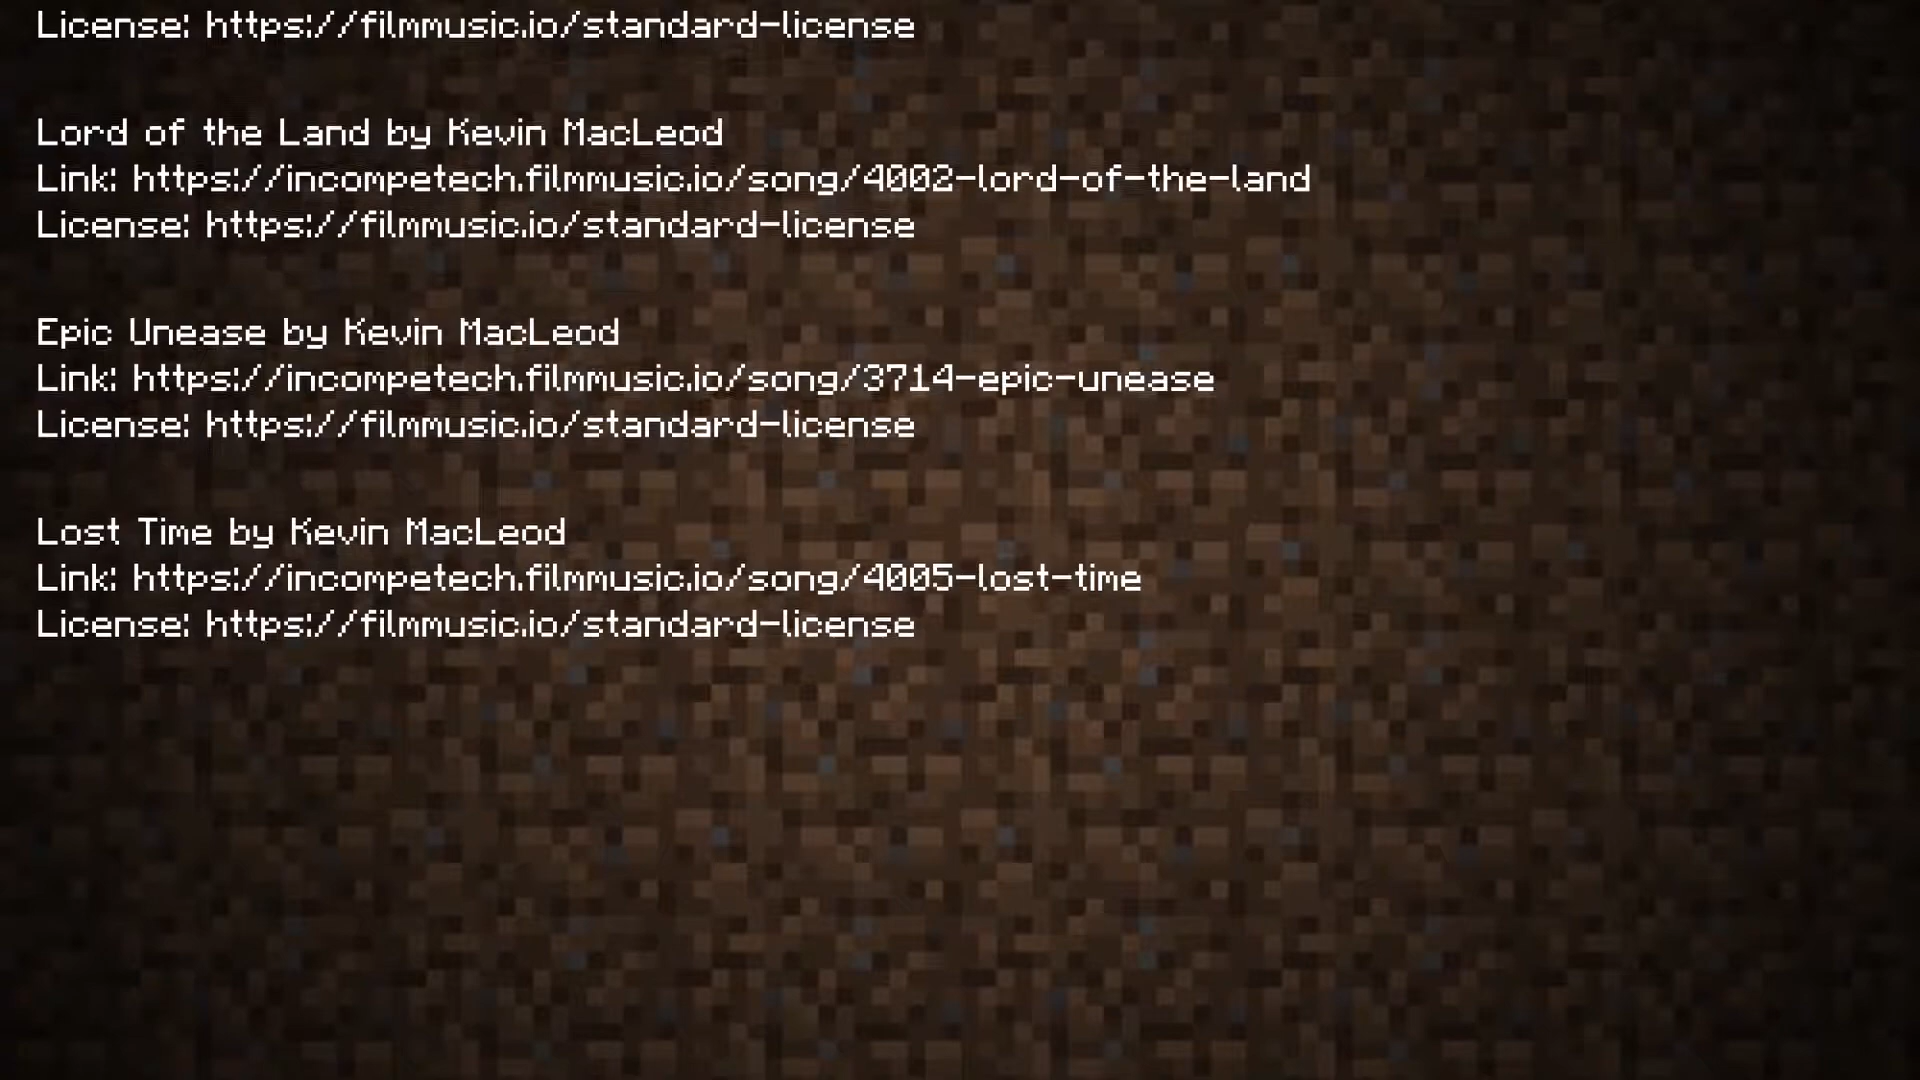 License: https://filmmusic.io/standard-license
Lord of the Land by Kevin MacLeod
Link: https://incompetech.filmmusic.io/song/4002-lord-of-the-land
License: https://filmmusic.io/standard-license
Epic Unease by Kevin MacLeod
Link: https://incompetech.filmmusic.io/song/3714-epic-unease
License: https://filmmusic.io/standard-license
Lost Time by Kevin MacLeod
Link: https://incompetech.filmmusic.io/song/4005-lost-time
License: https://filmmusic.io/standard-license